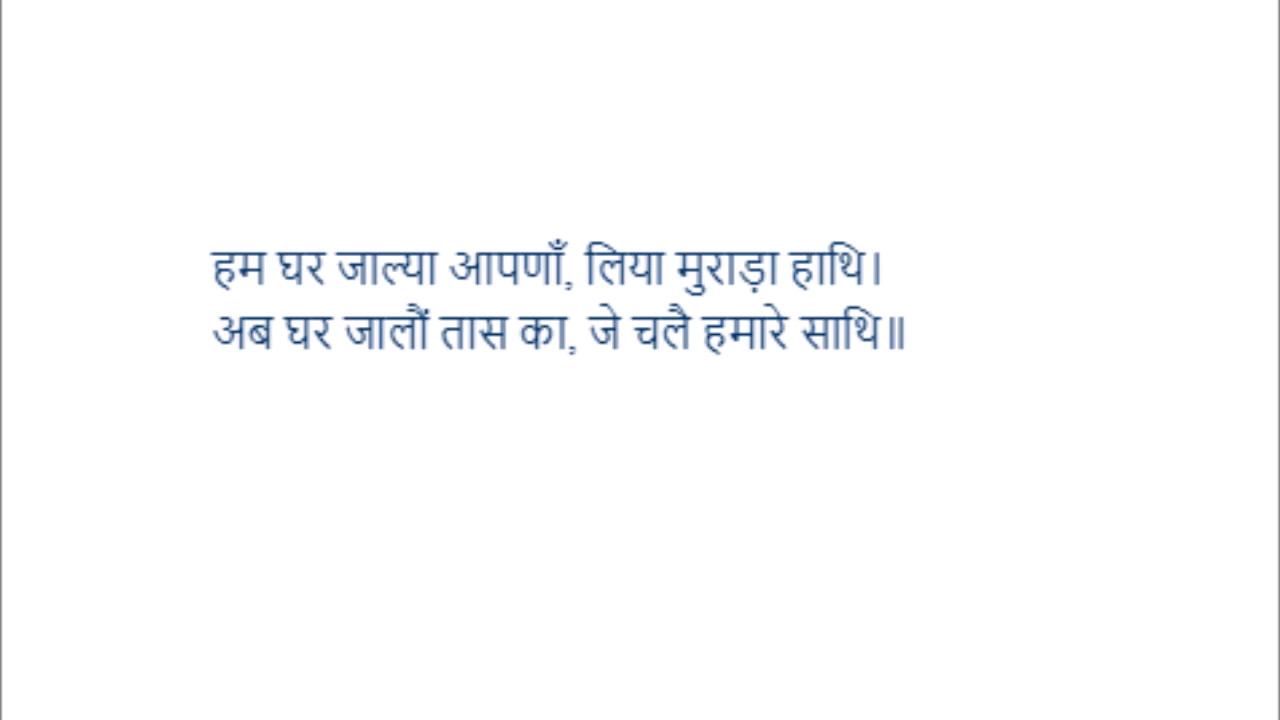 हम घर जाल्या आपणाँ, लिया मुराड़ा हाथि।
अब घर जालौं तास का, जे चलै हमारे साथि॥